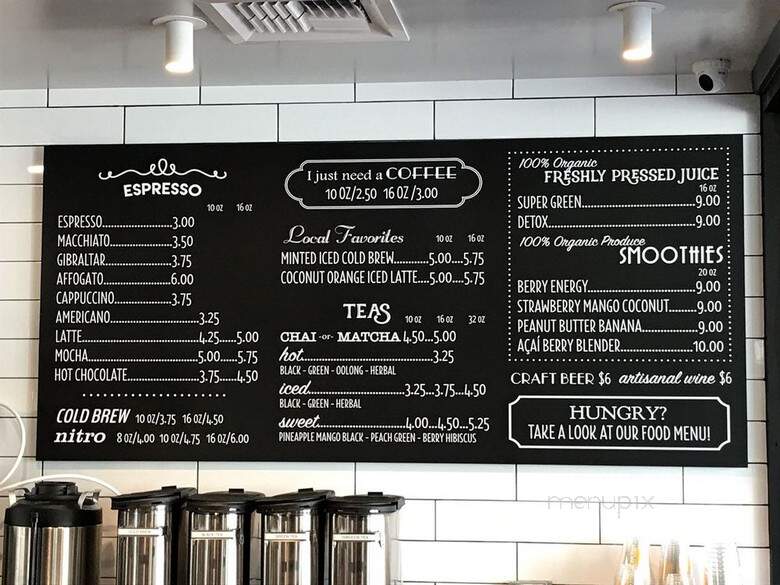 ESPRESSO
10 OZ 16 OZ
ESPRESSO 3.00
MACCHIATO 3.50
GIBRALTAR 3.75
AFFOGATO 6.00
CAPPUCCINO 3.75
AMERICANO 3.25
LATTE 4.25 5.00
MOCHA 5.00 5.75
HOT CHOCOLATE 3.75 4.50
COLD BREW 10 OZ/3.75 16 OZ/4.50
nitro 8 OZ/4.00 10 OZ/4.75 16 OZ/6.00
I just need a COFFEE
10 OZ/2.50 16 OZ/3.00
Local Favorites 10 OZ 16 OZ
MINTED ICED COLD BREW 5.00 5.75
COCONUT ORANGE ICED LATTE 5.00 5.75
TEAS 10 OZ 16 OZ 32 OZ
CHAI -or- MATCHA 4.50 5.00
hot 3.25
BLACK - GREEN - OOLONG - HERBAL
iced 3.25 3.75 4.50
BLACK - GREEN - HERBAL
sweet 4.00 4.50 5.25
PINEAPPLE MANGO BLACK - PEACH GREEN - BERRY HIBISCUS
100% Organic
FRESHLY PRESSED JUICE
16 OZ
SUPER GREEN 9.00
DETOX 9.00
100% Organic Produce
SMOOTHIES
20 OZ
BERRY ENERGY 9.00
STRAWBERRY MANGO COCONUT 9.00
PEANUT BUTTER BANANA 9.00
AÇAÍ BERRY BLENDER 10.00
CRAFT BEER $6 artisanal wine $6
HUNGRY?
TAKE A LOOK AT OUR FOOD MENU!
menupix